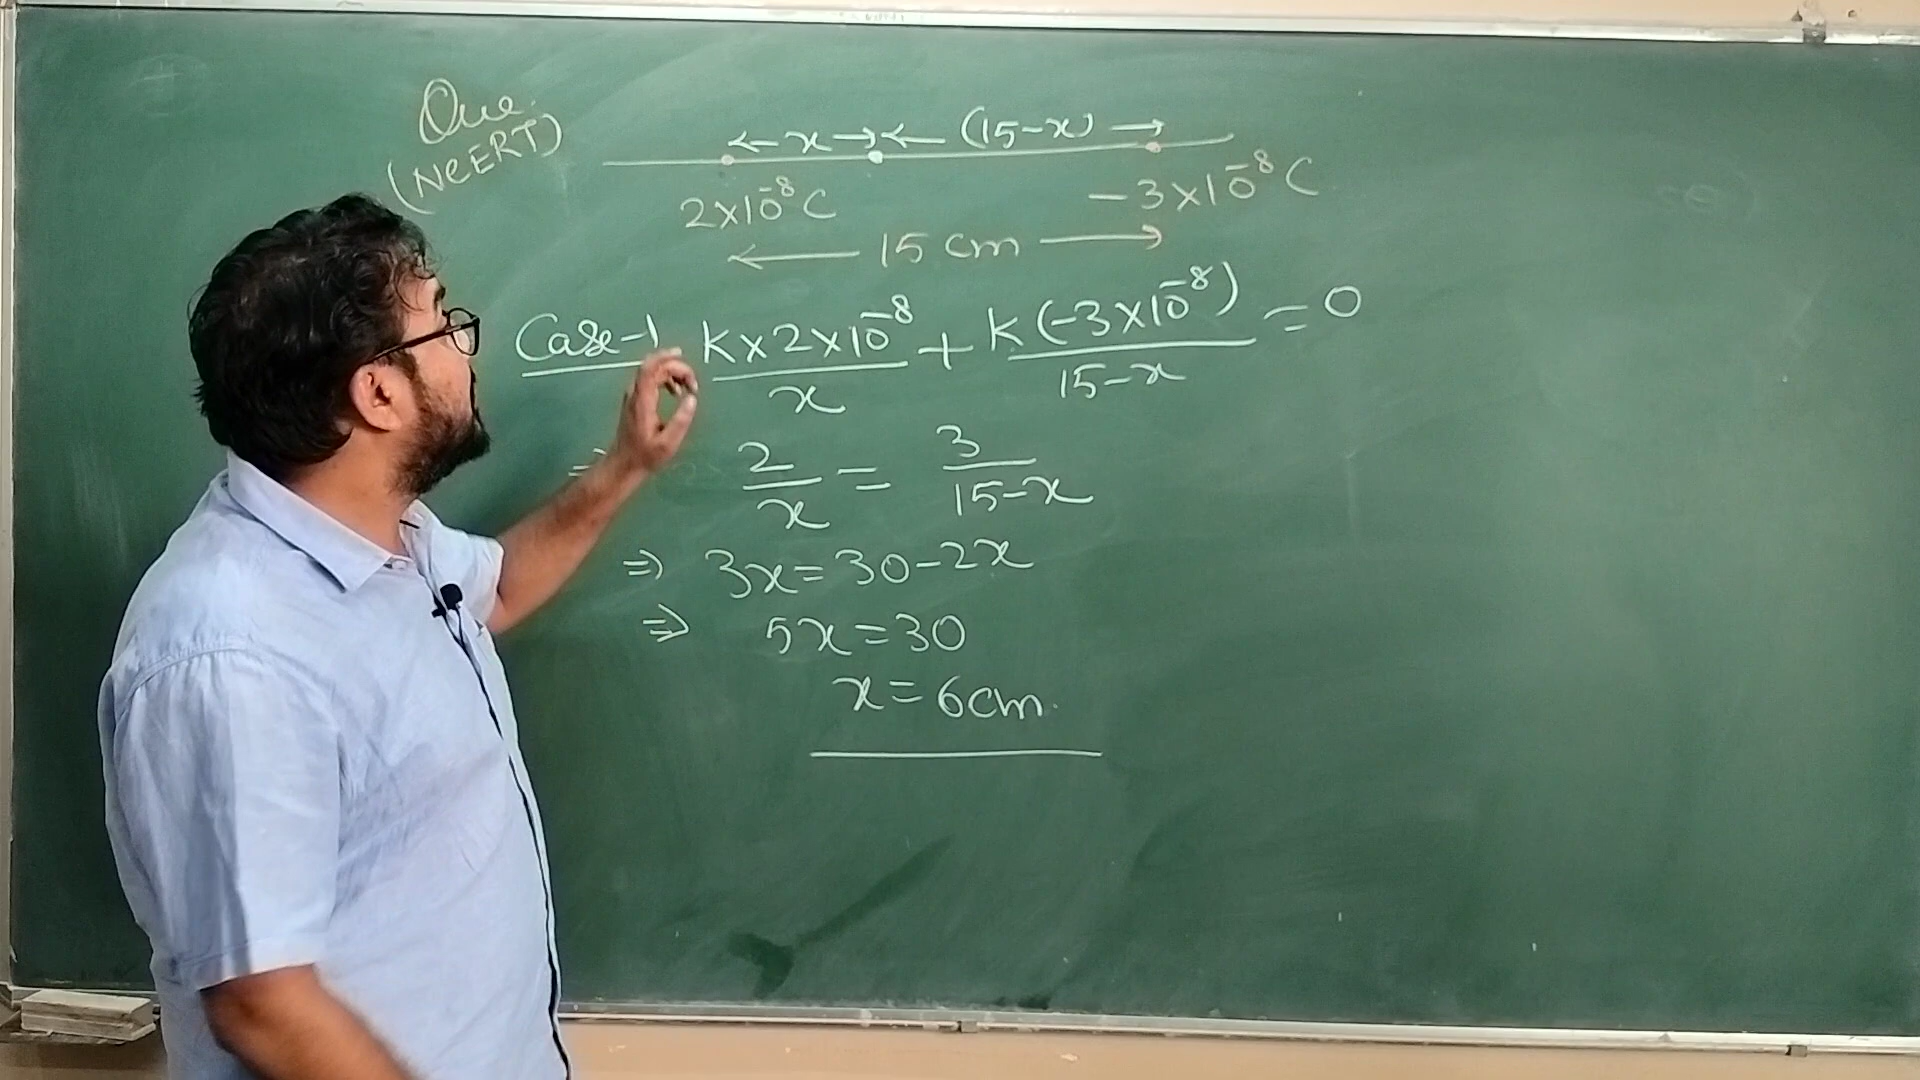 Que.
(NCERT)
← x → ← (15-x) →
2×10⁻⁸C -3×10⁻⁸C
← 15 cm →
Case-1 K×2×10⁻⁸/x + K(-3×10⁻⁸)/15-x = 0
⇒ 2/x = 3/15-x
⇒ 3x = 30-2x
⇒ 5x = 30
x = 6cm.